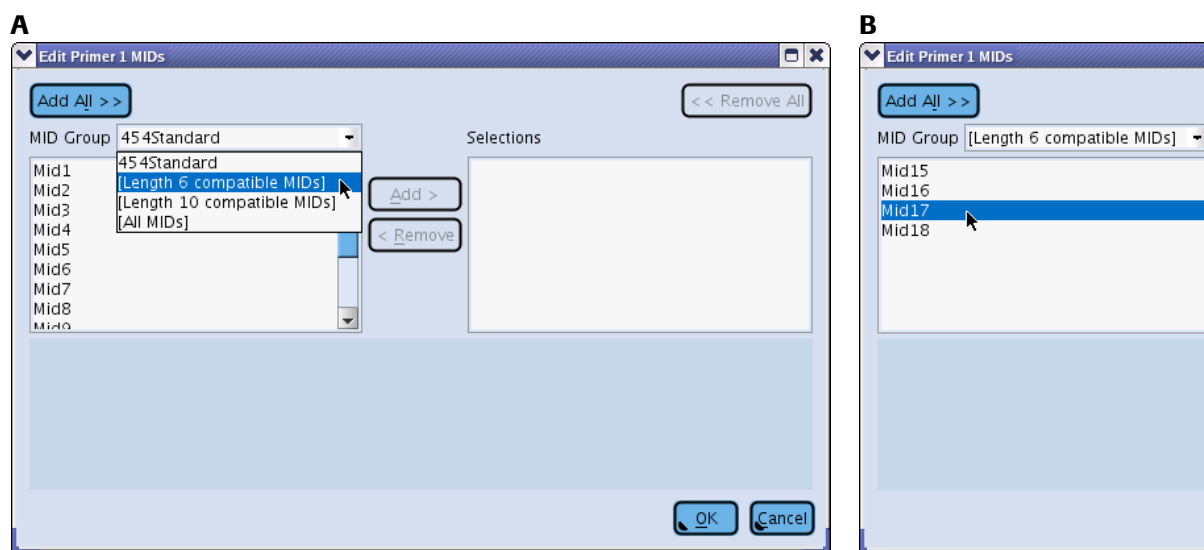 A
Edit Primer 1 MIDs
Add All >>
<< Remove All
MID Group 454Standard
Selections
454Standard
[Length 6 compatible MIDs]
[Length 10 compatible MIDs]
[All MIDs]
Mid1
Mid2
Mid3
Mid4
Mid5
Mid6
Mid7
Mid8
Mid9
Add >
< Remove
OK
Cancel
B
Edit Primer 1 MIDs
Add All >>
MID Group [Length 6 compatible MIDs]
Mid15
Mid16
Mid17
Mid18